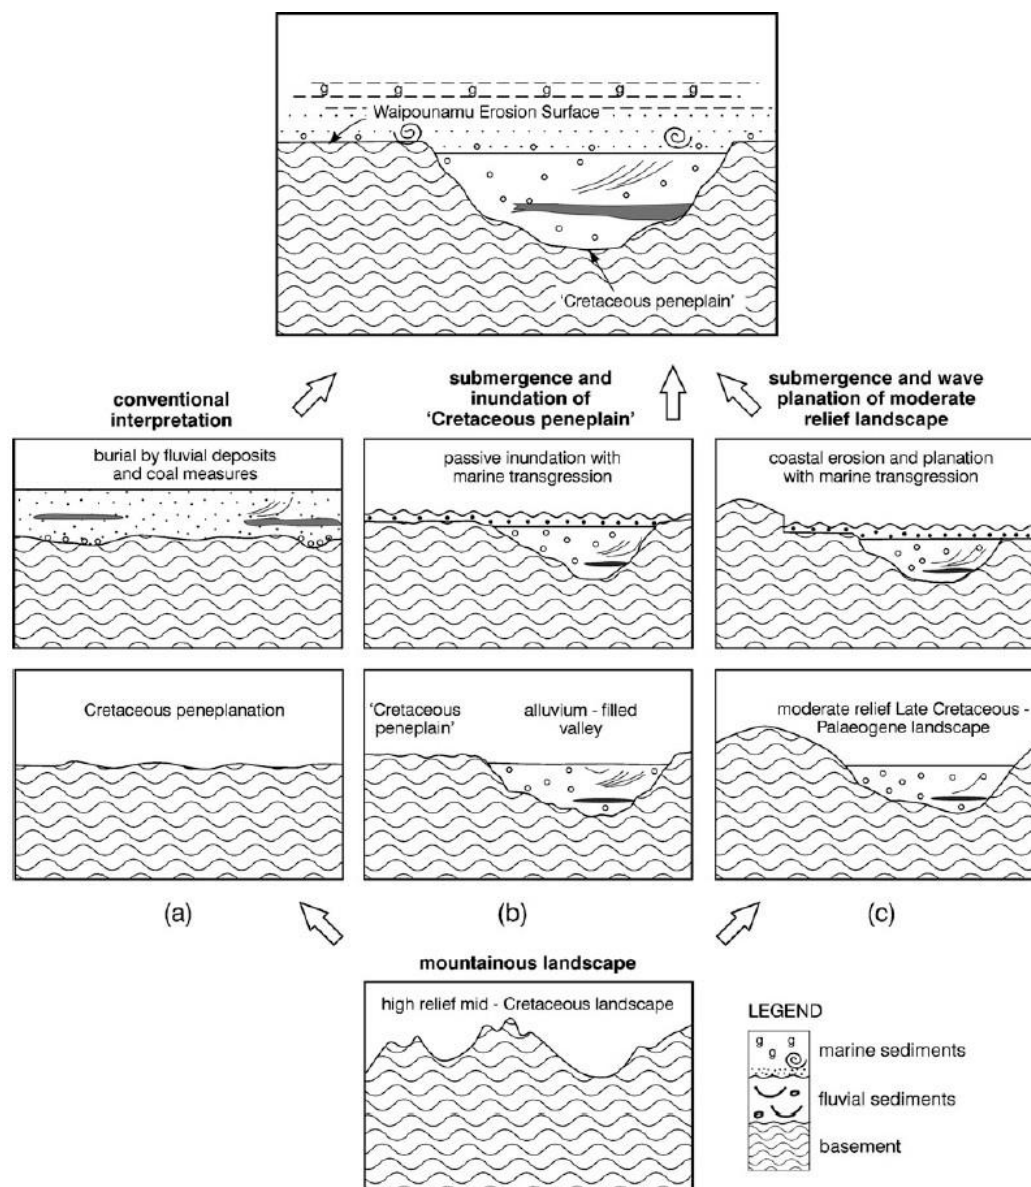 g g g g g g
Waipounamu Erosion Surface
'Cretaceous peneplain'
conventional
interpretation
submergence and
inundation of
'Cretaceous peneplain'
submergence and wave
planation of moderate
relief landscape
burial by fluvial deposits
and coal measures
passive inundation with
marine transgression
coastal erosion and planation
with marine transgression
Cretaceous peneplanation
'Cretaceous
peneplain'
alluvium - filled
valley
moderate relief Late Cretaceous -
Palaeogene landscape
(a)
(b)
(c)
mountainous landscape
high relief mid - Cretaceous landscape
LEGEND
g g
g
marine sediments
fluvial sediments
basement